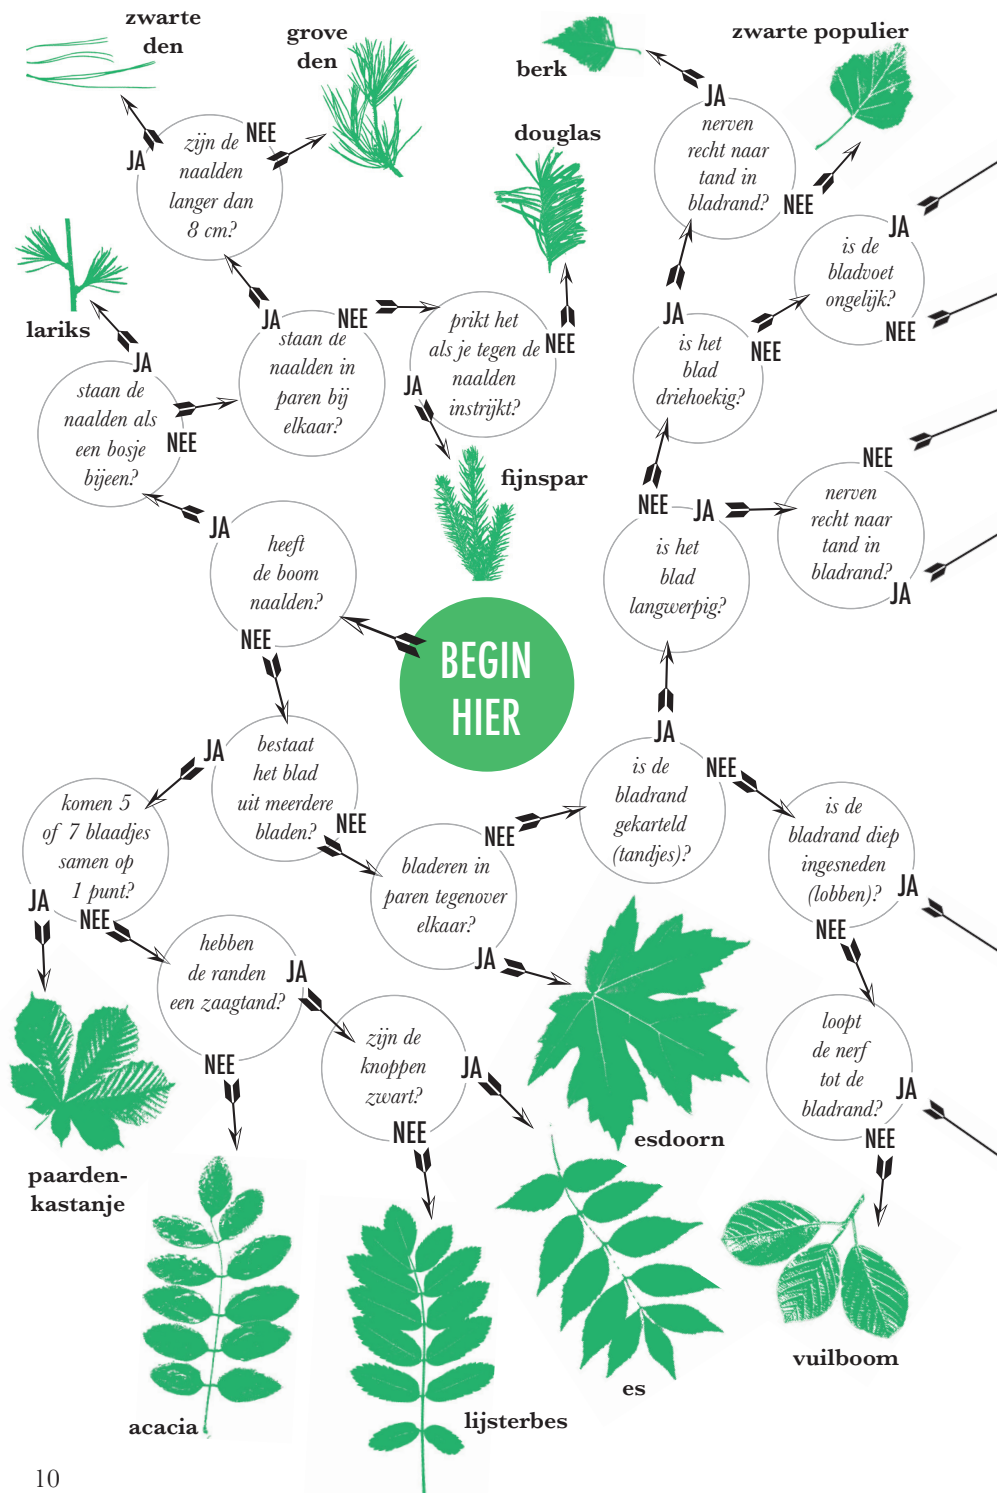 zwarte
den
grove
den
berk
zwarte populier
douglas
lariks
fijnspar
JA
NEE
zijn de
naalden
langer dan
8 cm?
JA
nerven
recht naar
tand in
bladrand?
NEE
JA
is de
bladvoet
ongelijk?
NEE
JA
NEE
staan de
naalden in
paren bij
elkaar?
prikt het
als je tegen de
naalden
instrijkt?
NEE
JA
JA
is het
blad
driehoekig?
NEE
JA
staan de
naalden als
een bosje
bijeen?
NEE
NEE
nerven
recht naar
tand in
bladrand?
JA
NEE
JA
is het
blad
langwerpig?
JA
heeft
de boom
naalden?
NEE
BEGIN
HIER
JA
bestaat
het blad
uit meerdere
bladen?
NEE
JA
NEE
is de
bladrand
gekarteld
(tandjes)?
komen 5
of 7 blaadjes
samen op
1 punt?
JA
NEE
NEE
bladeren in
paren tegenover
elkaar?
JA
is de
bladrand diep
ingesneden
(lobben)?
JA
NEE
hebben
de randen
een zaagtand?
JA
NEE
zijn de
knoppen
zwart?
JA
NEE
loopt
de nerf
tot de
bladrand?
JA
NEE
esdoorn
paarden-
kastanje
vuilboom
es
lijsterbes
acacia
10